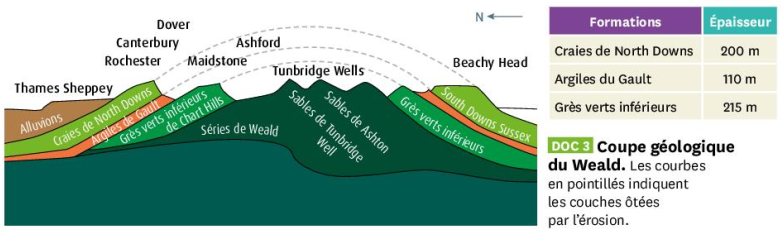 N
Dover
Canterbury
Rochester
Ashford
Maidstone
Beachy Head
Thames Sheppey
Tunbridge Wells
Alluvions
Craies de North Downs
Argiles de Gault
Grès verts inférieurs
de Chart Hills
Séries de Weald
Sables de Tunbridge
Well
Sables de Ashton
Grès verts inférieurs
South Downs Sussex
Formations Épaisseur
Craies de North Downs 200 m
Argiles du Gault 110 m
Grès verts inférieurs 215 m
DOC 3 Coupe géologique
du Weald. Les courbes
en pointillés indiquent
les couches ôtées
par l'érosion.